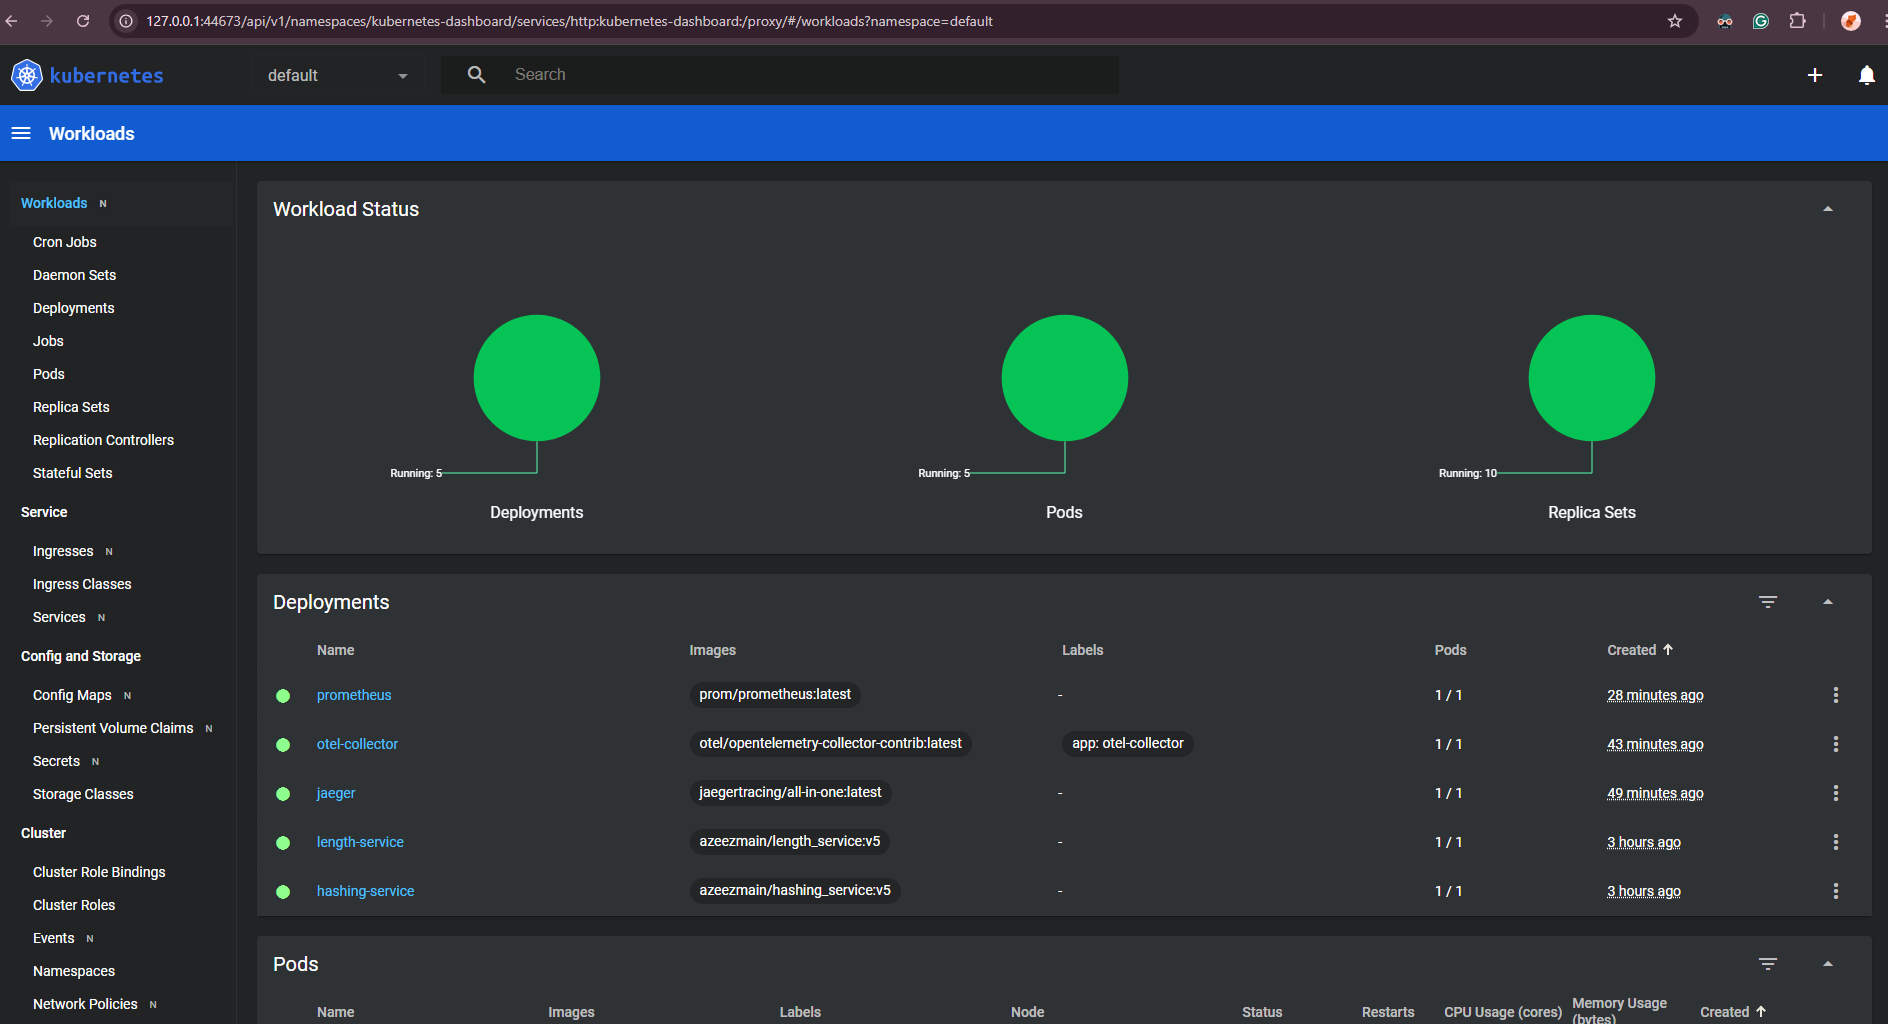 127.0.0.1:44673/api/v1/namespaces/kubernetes-dashboard/services/http:kubernetes-dashboard:/proxy/#/workloads?namespace=default
kubernetes
default
Search
Workloads
Workloads N
Cron Jobs
Daemon Sets
Deployments
Jobs
Pods
Replica Sets
Replication Controllers
Stateful Sets
Service
Ingresses N
Ingress Classes
Services N
Config and Storage
Config Maps N
Persistent Volume Claims N
Secrets N
Storage Classes
Cluster
Cluster Role Bindings
Cluster Roles
Events N
Namespaces
Network Policies N
Workload Status
Running: 5
Deployments
Running: 5
Pods
Running: 10
Replica Sets
Deployments
Name Images Labels Pods Created
prometheus prom/prometheus:latest - 1 / 1 28 minutes ago
otel-collector otel/opentelemetry-collector-contrib:latest app: otel-collector 1 / 1 43 minutes ago
jaeger jaegertracing/all-in-one:latest - 1 / 1 49 minutes ago
length-service azeezmain/length_service:v5 - 1 / 1 3 hours ago
hashing-service azeezmain/hashing_service:v5 - 1 / 1 3 hours ago
Pods
Name Images Labels Node Status Restarts CPU Usage (cores) Memory Usage (bytes) Created